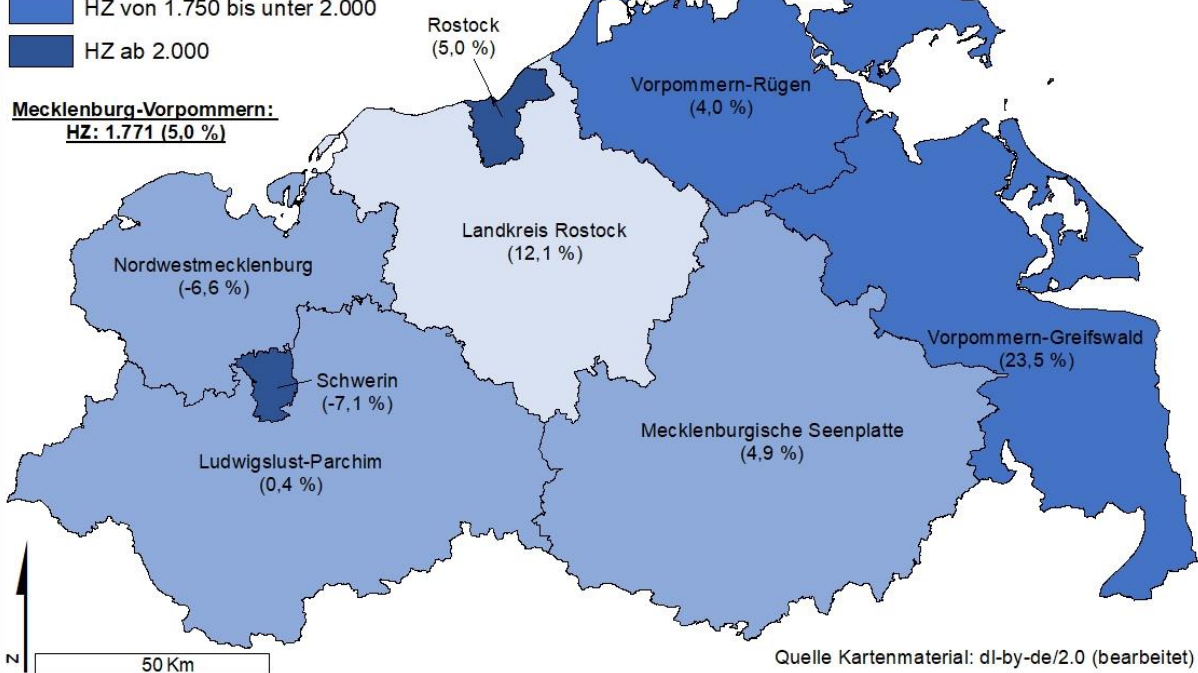 HZ von 1.750 bis unter 2.000
HZ ab 2.000
Mecklenburg-Vorpommern:
HZ: 1.771 (5,0 %)
Rostock
(5,0 %)
Vorpommern-Rügen
(4,0 %)
Landkreis Rostock
(12,1 %)
Nordwestmecklenburg
(-6,6 %)
Vorpommern-Greifswald
(23,5 %)
Schwerin
(-7,1 %)
Mecklenburgische Seenplatte
(4,9 %)
Ludwigslust-Parchim
(0,4 %)
N
50 Km
Quelle Kartenmaterial: dl-by-de/2.0 (bearbeitet)